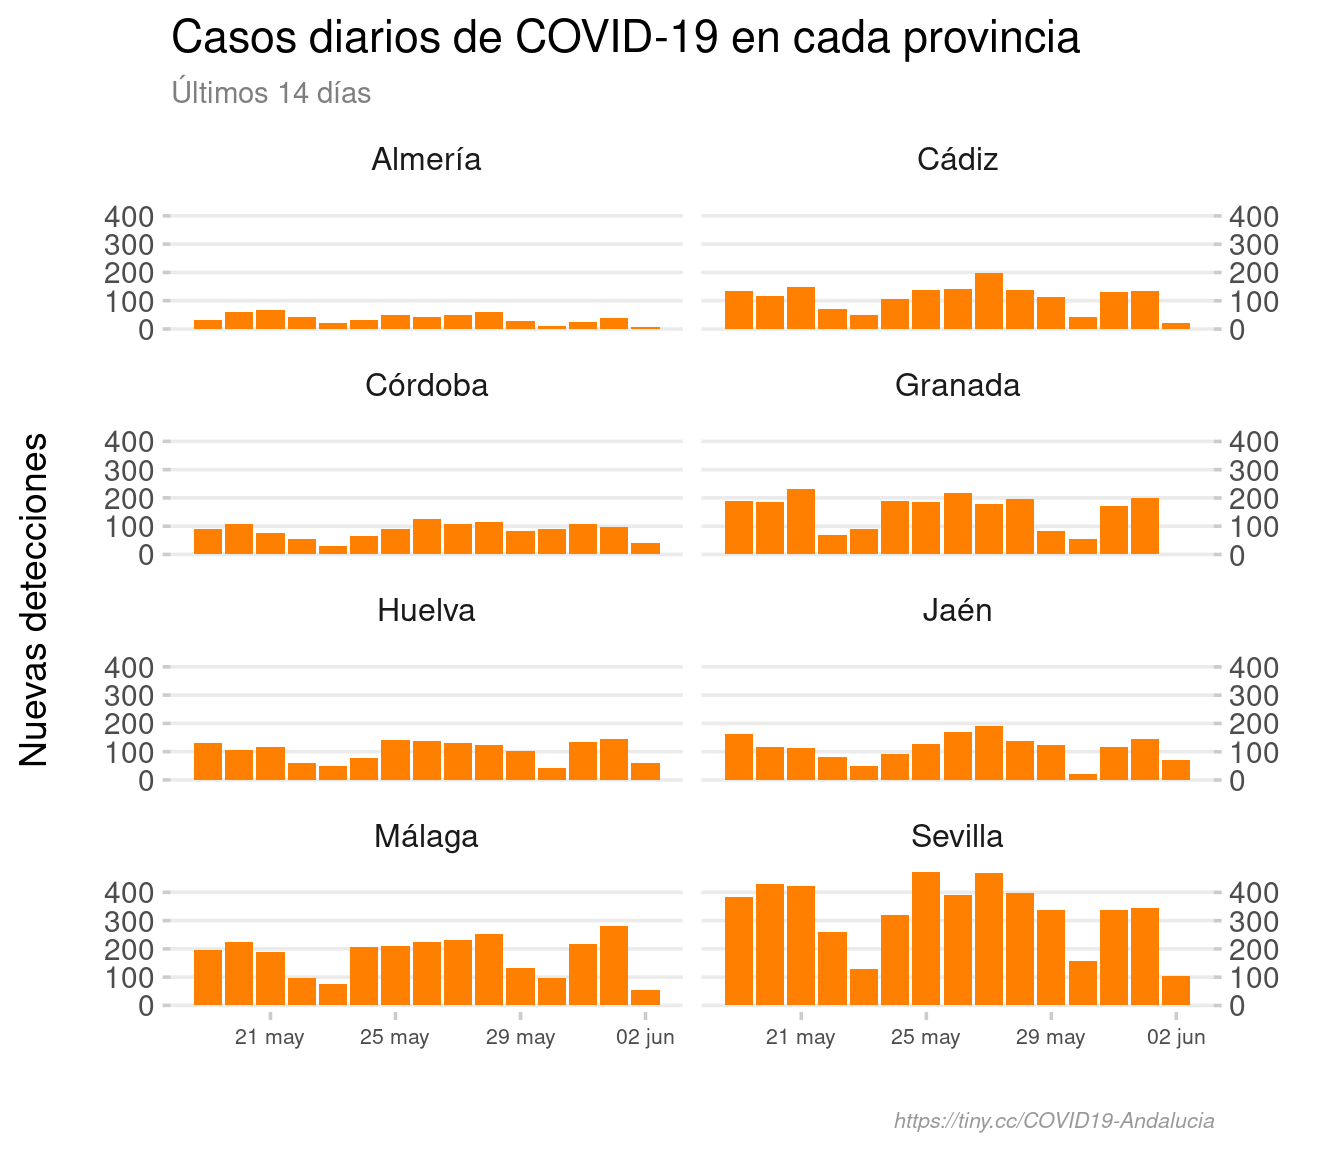 Casos diarios de COVID-19 en cada provincia
Últimos 14 días
Nuevas detecciones
Almería
Cádiz
400
300
200
100
0
400
300
200
100
0
Córdoba
Granada
400
300
200
100
0
400
300
200
100
0
Huelva
Jaén
400
300
200
100
0
400
300
200
100
0
Málaga
Sevilla
400
300
200
100
0
400
300
200
100
0
21 may 25 may 29 may 02 jun
21 may 25 may 29 may 02 jun
https://tiny.cc/COVID19-Andalucia